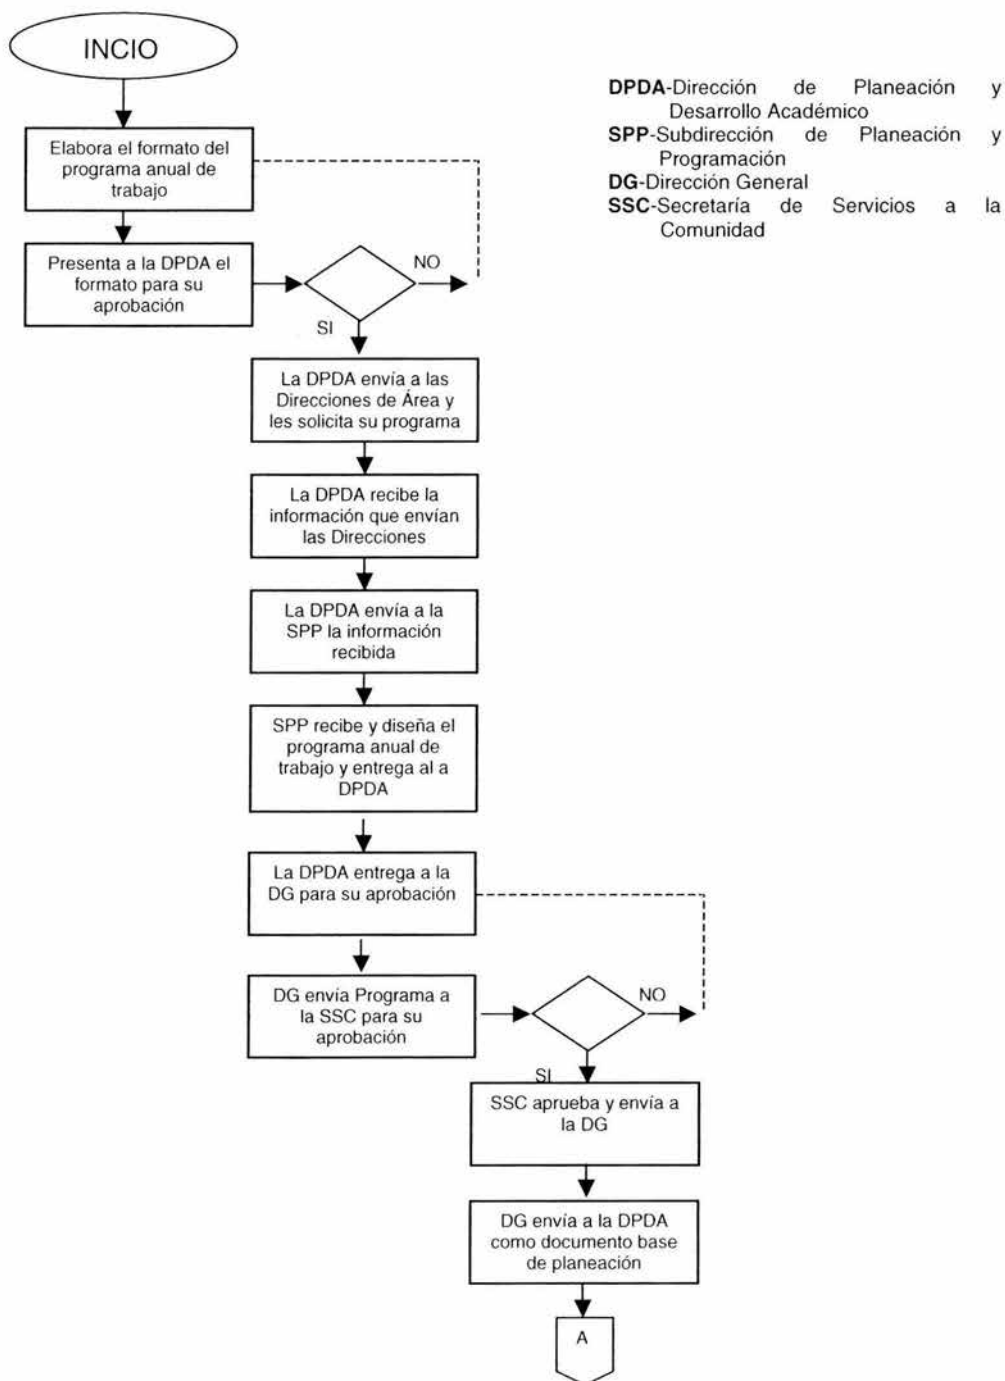 INCIO
DPDA-Dirección de Planeación y
Desarrollo Académico
SPP-Subdirección de Planeación y
Programación
DG-Dirección General
SSC-Secretaría de Servicios a la
Comunidad
Elabora el formato del
programa anual de
trabajo
Presenta a la DPDA el
formato para su
aprobación
NO
SI
La DPDA envía a las
Direcciones de Área y
les solicita su programa
La DPDA recibe la
información que envían
las Direcciones
La DPDA envía a la
SPP la información
recibida
SPP recibe y diseña el
programa anual de
trabajo y entrega al a
DPDA
La DPDA entrega a la
DG para su aprobación
DG envía Programa a
la SSC para su
aprobación
NO
SI
SSC aprueba y envía a
la DG
DG envía a la DPDA
como documento base
de planeación
A